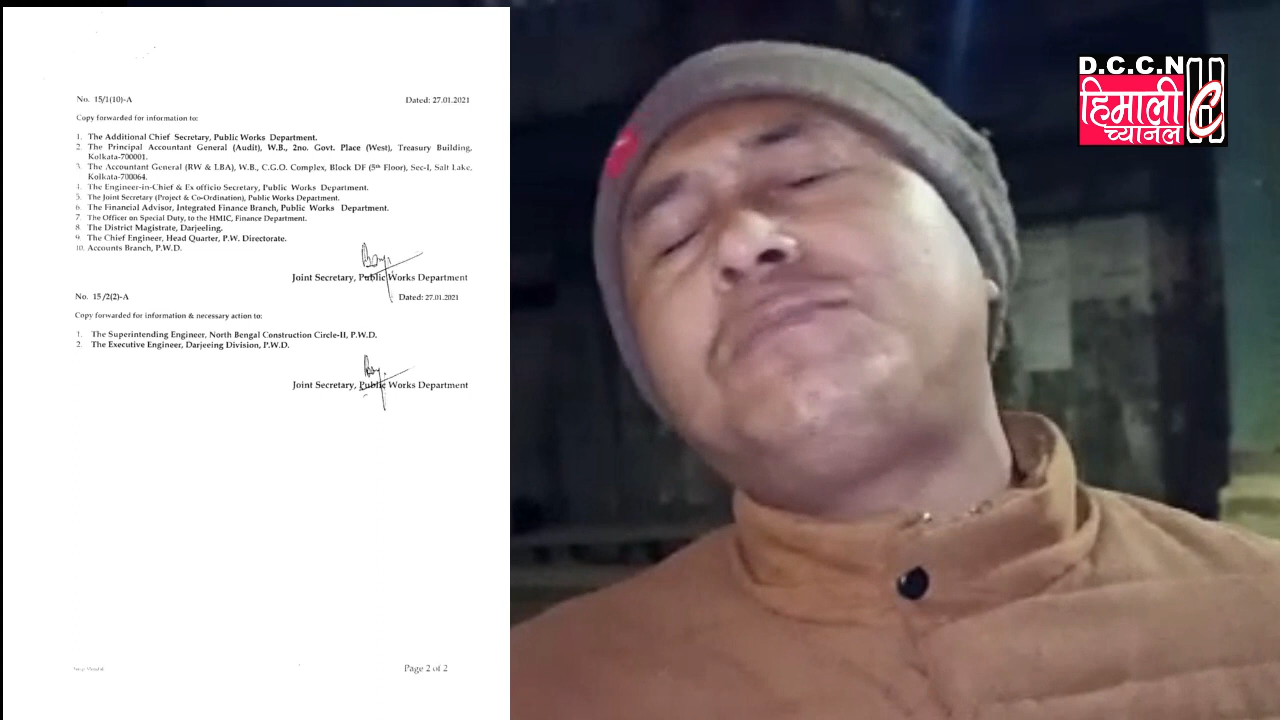 No. 15/1(10)-A Dated: 27.01.2021
Copy forwarded for information to:
1. The Additional Chief Secretary, Public Works Department.
2. The Principal Accountant General (Audit), W.B., 2no. Govt. Place (West), Treasury Building,
Kolkata-700001.
3. The Accountant General (RW & LBA), W.B., C.G.O. Complex, Block DF (5th Floor), Sec-I, Salt Lake,
Kolkata-700064.
4. The Engineer-in-Chief & Ex officio Secretary, Public Works Department.
5. The Joint Secretary (Project & Co-Ordination), Public Works Department.
6. The Financial Advisor, Integrated Finance Branch, Public Works Department.
7. The Officer on Special Duty, to the HMIC, Finance Department.
8. The District Magistrate, Darjeeling.
9. The Chief Engineer, Head Quarter, P.W. Directorate.
10. Accounts Branch, P.W.D.
Joint Secretary, Public Works Department
No. 15/2(2)-A Dated: 27.01.2021
Copy forwarded for information & necessary action to:
1. The Superintending Engineer, North Bengal Construction Circle-II, P.W.D.
2. The Executive Engineer, Darjeeing Division, P.W.D.
Joint Secretary, Public Works Department
Page 2 of 2
D.C.C.N
हिमाली
च्यानल